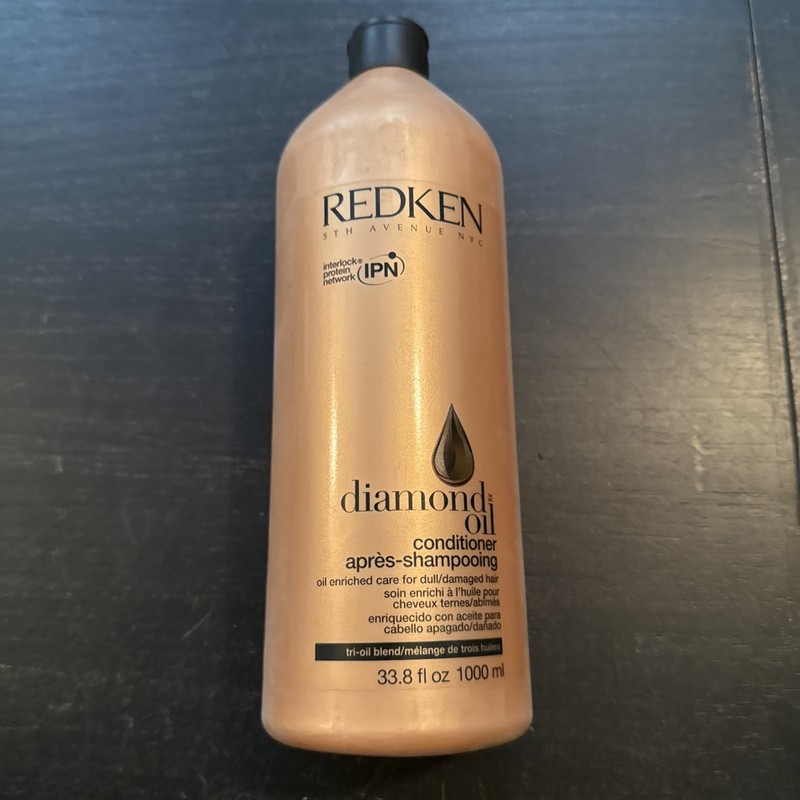 REDKEN
5TH AVENUE NYC
interlock®
protein
network
IPN
diamond
oil
conditioner
après-shampooing
oil enriched care for dull/damaged hair
soin enrichi à l'huile pour
cheveux ternes/abimés
enriquecido con aceite para
cabello apagado/dañado
tri-oil blend/mélange de trois huiles
33.8 fl oz 1000 ml